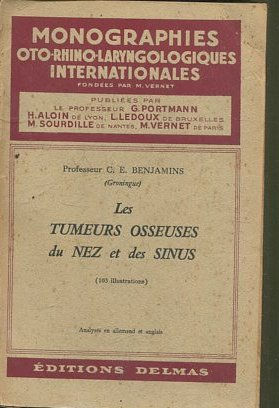 MONOGRAPHIES
OTO-RHINO-LARYNGOLOGIQUES
INTERNATIONALES
FONDÉES PAR M. VERNET
PUBLIÉES PAR
LE PROFESSEUR G. PORTMANN
H. ALOIN DE LYON, L. LEDOUX DE BRUXELLES
M. SOURDILLE DE NANTES, M. VERNET DE PARIS
Professeur C. E. BENJAMINS
(Groningue)
Les
TUMEURS OSSEUSES
du NEZ et des SINUS
(103 illustrations)
Analysés en allemand et anglais
ÉDITIONS DELMAS